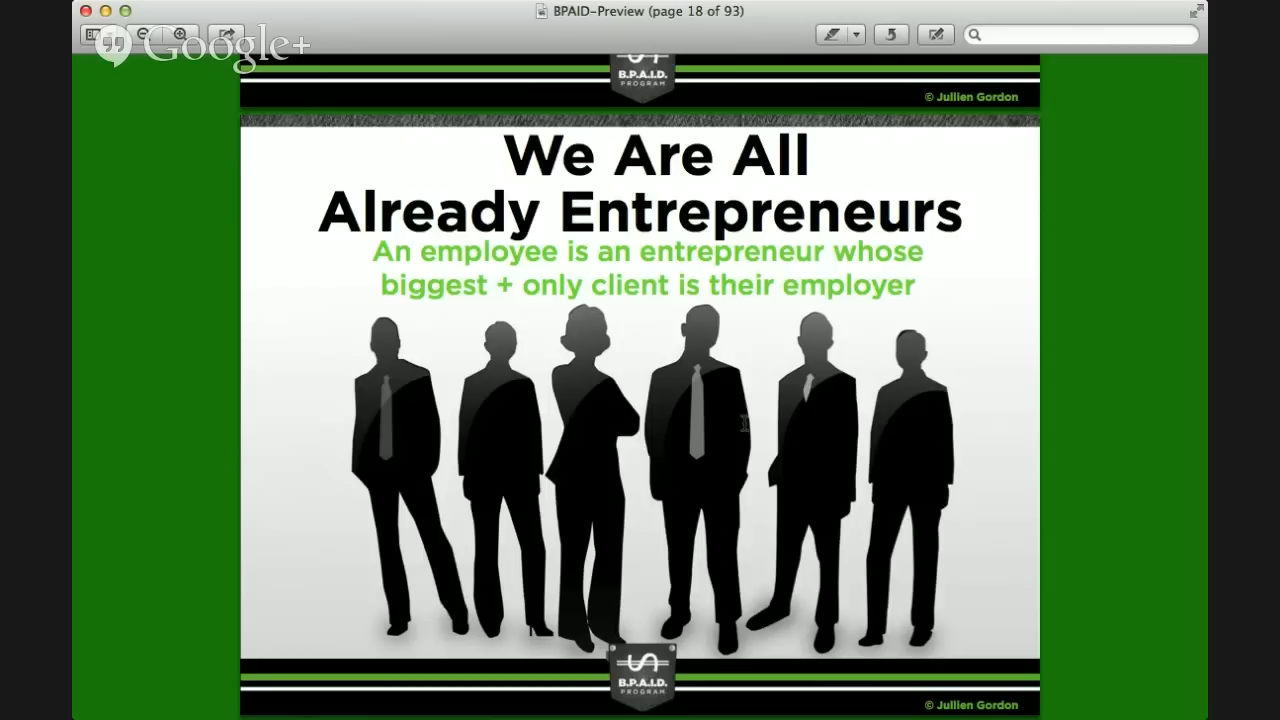 BPAID-Preview (page 18 of 93)
Google+
B.P.A.I.D.
PROGRAM
© Jullien Gordon
We Are All
Already Entrepreneurs
An employee is an entrepreneur whose
biggest + only client is their employer
B.P.A.I.D.
PROGRAM
© Jullien Gordon